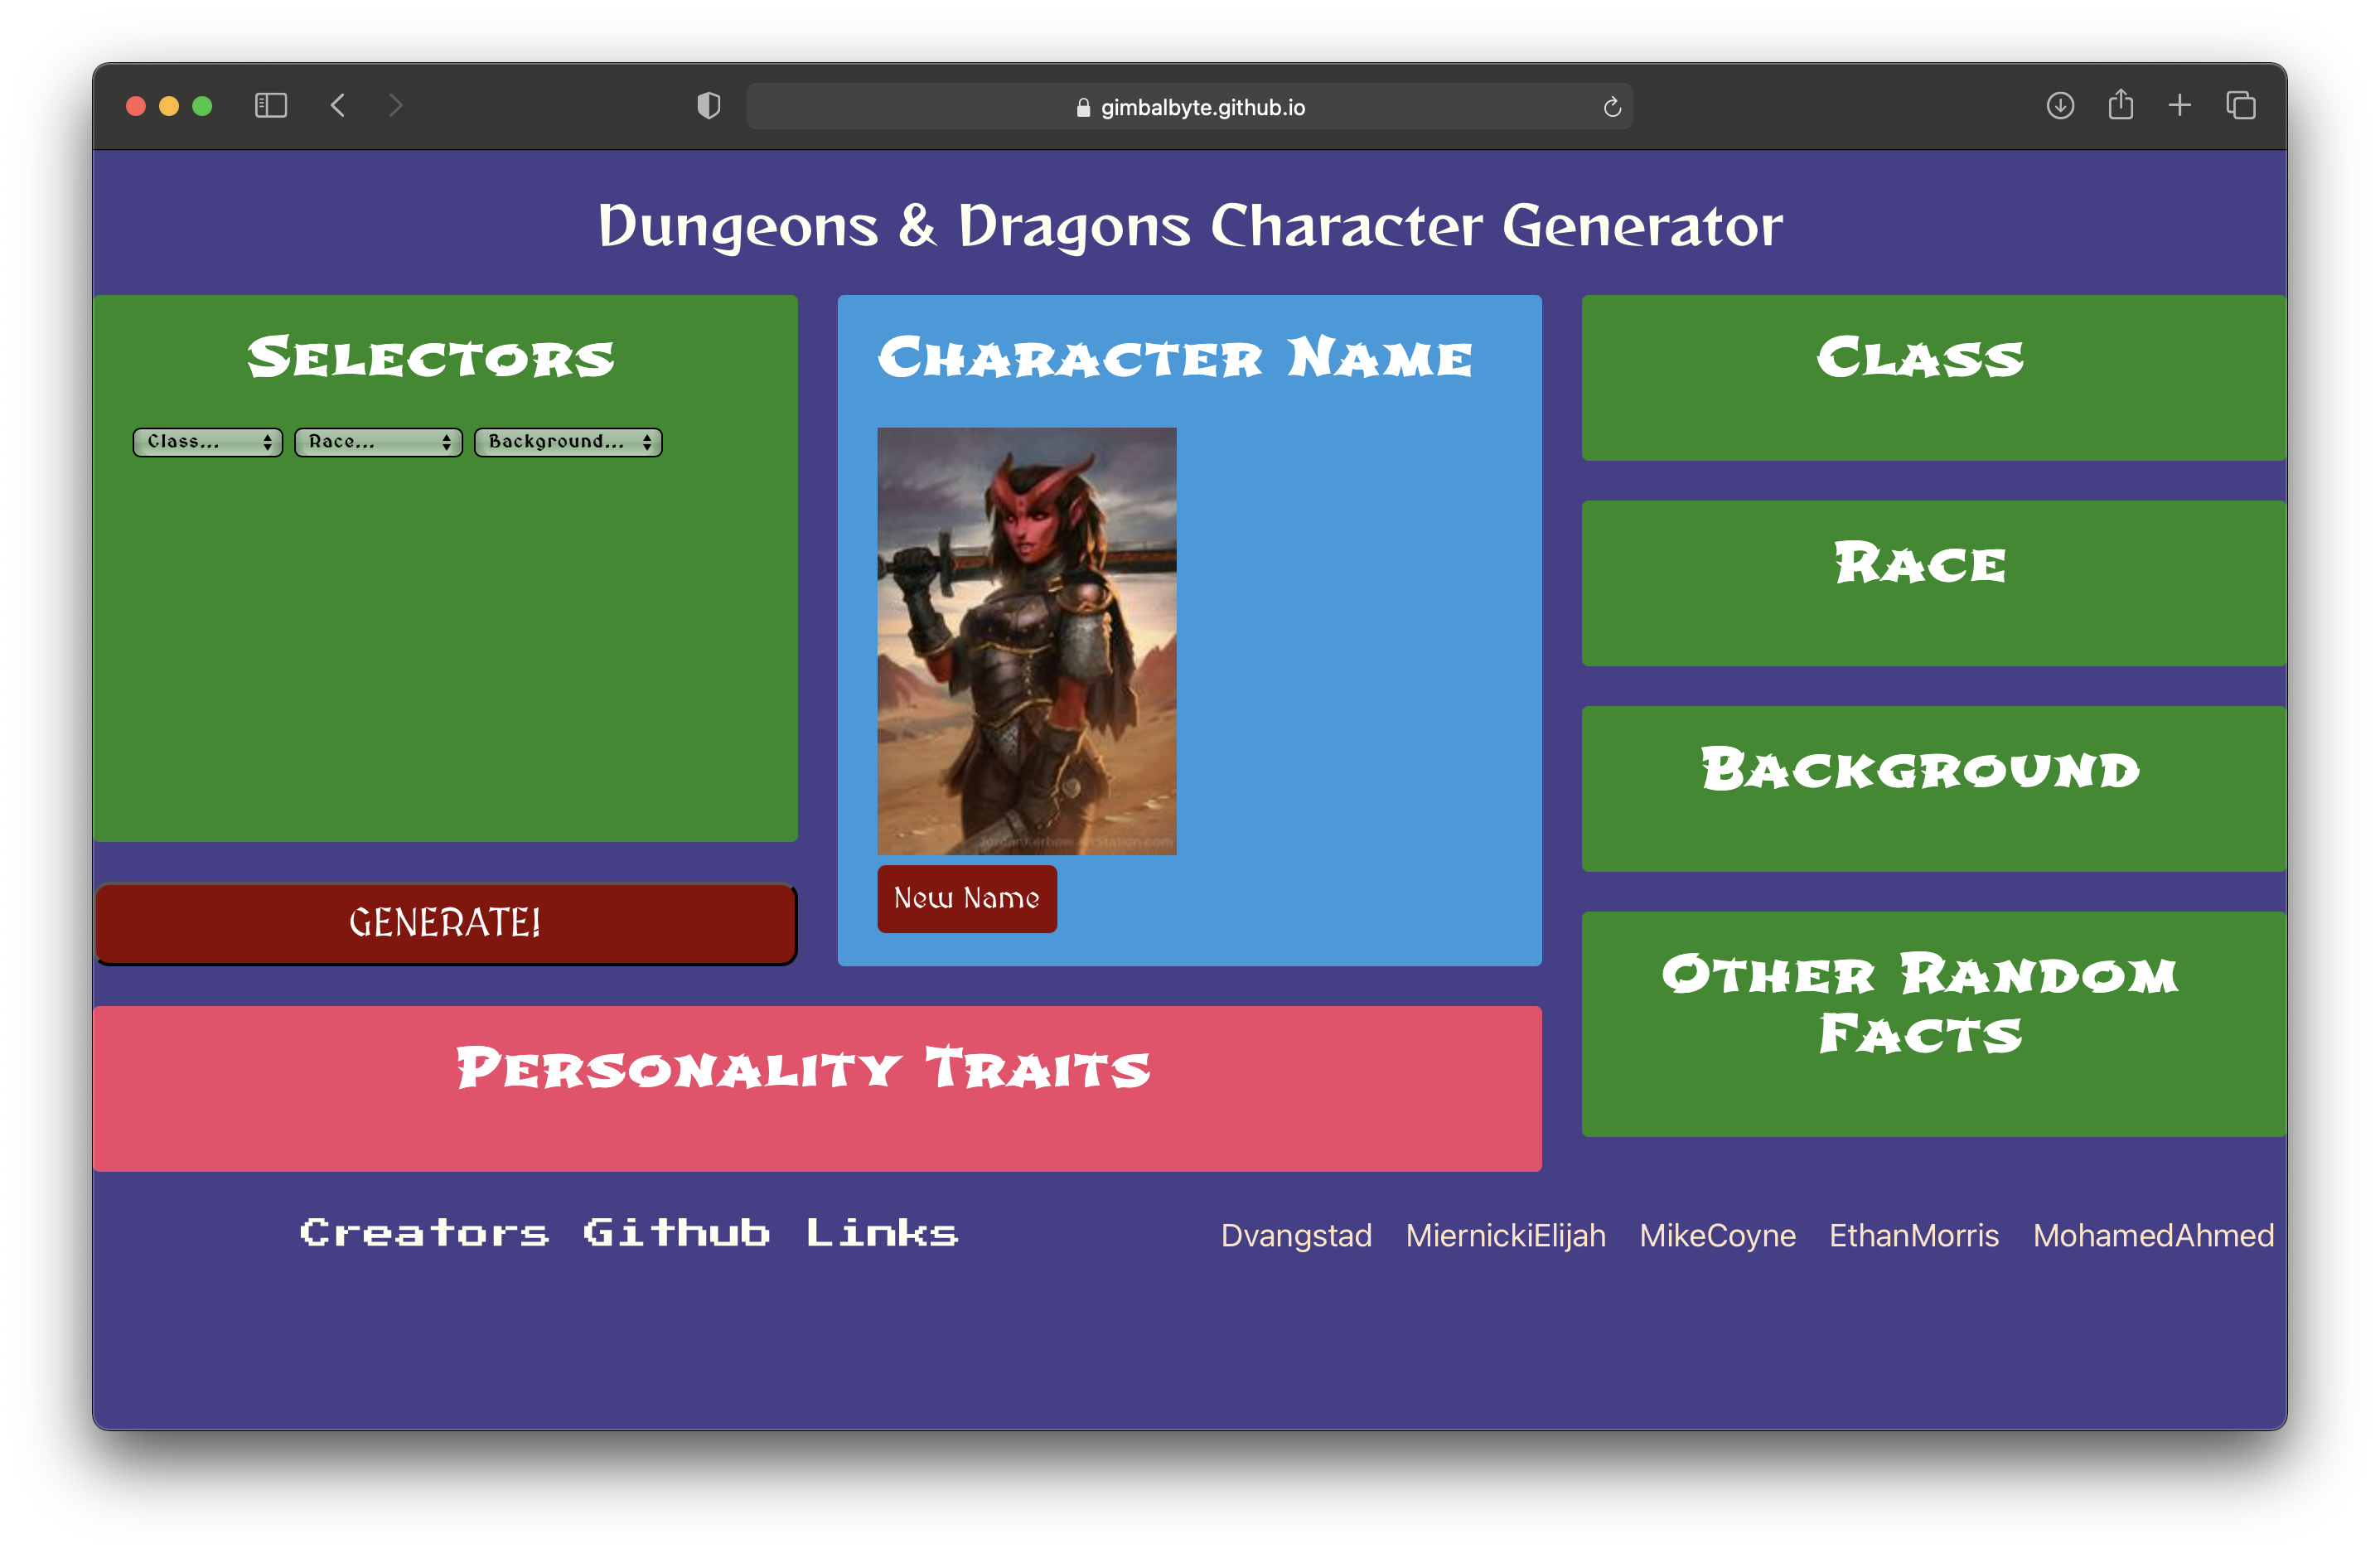 gimbalbyte.github.io
Dungeons & Dragons Character Generator
Selectors
Class...
Race...
Background...
GENERATE!
Character Name
New Name
Class
Race
Background
Other Random
Facts
Personality Traits
Creators Github Links
Dvangstad
MiernickiElijah
MikeCoyne
EthanMorris
MohamedAhmed